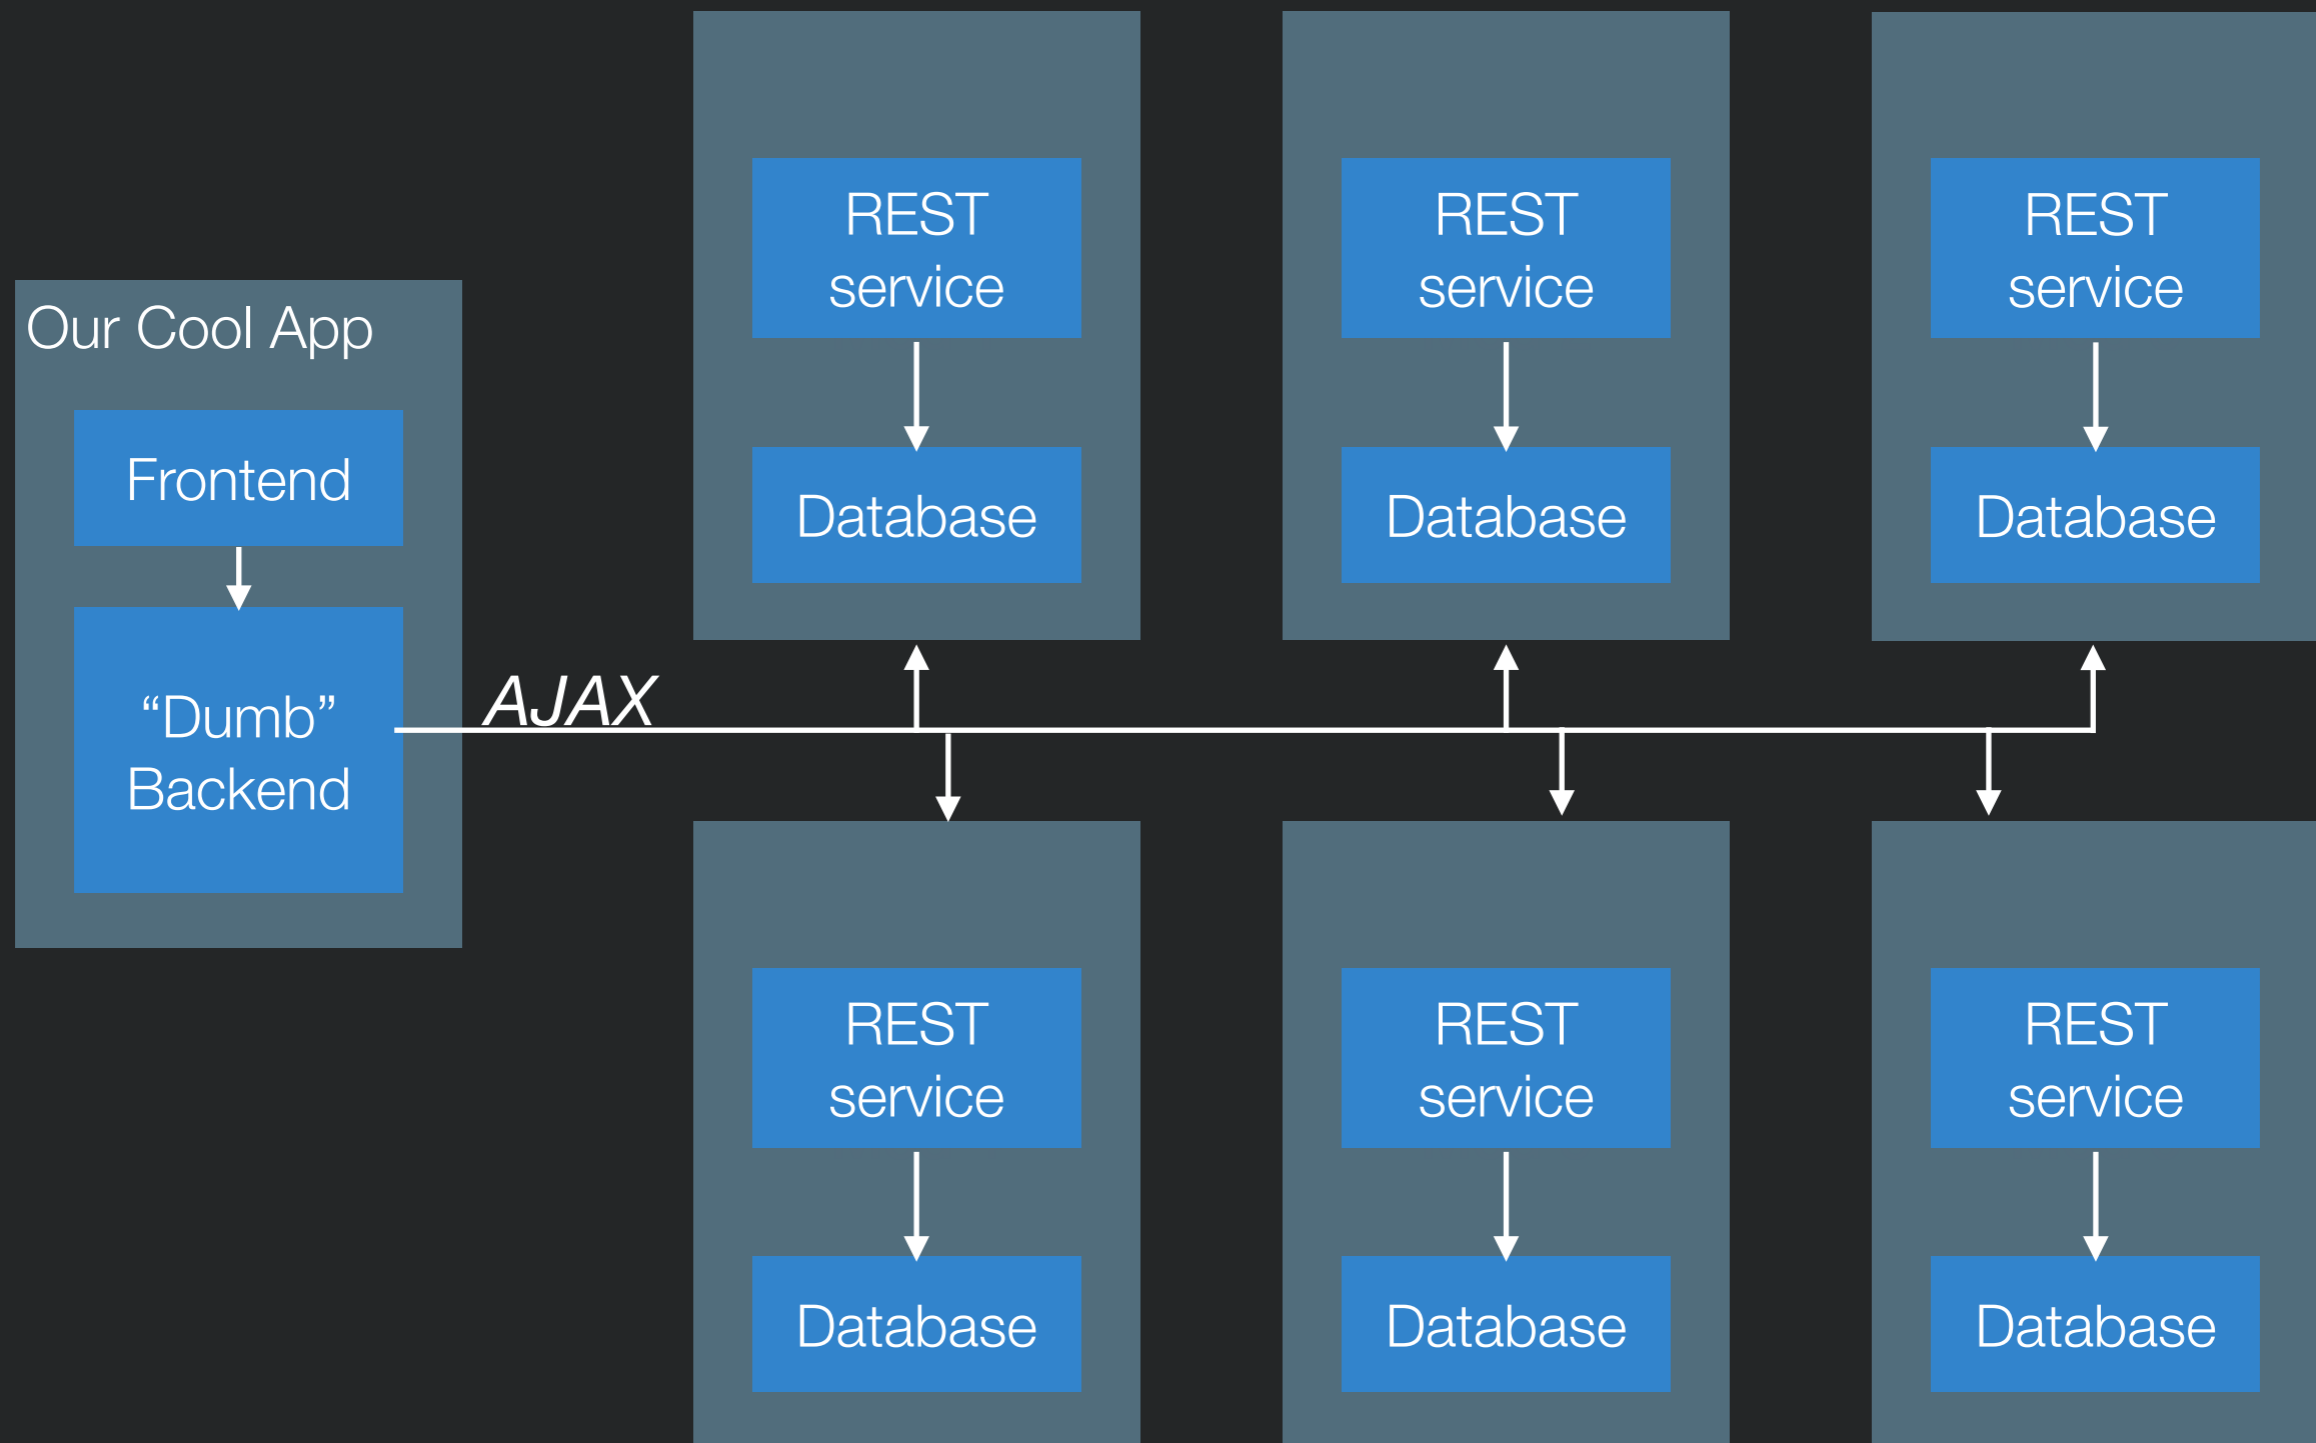 Our Cool App
Frontend
“Dumb”
Backend
AJAX
REST
service
Database
REST
service
Database
REST
service
Database
REST
service
Database
REST
service
Database
REST
service
Database